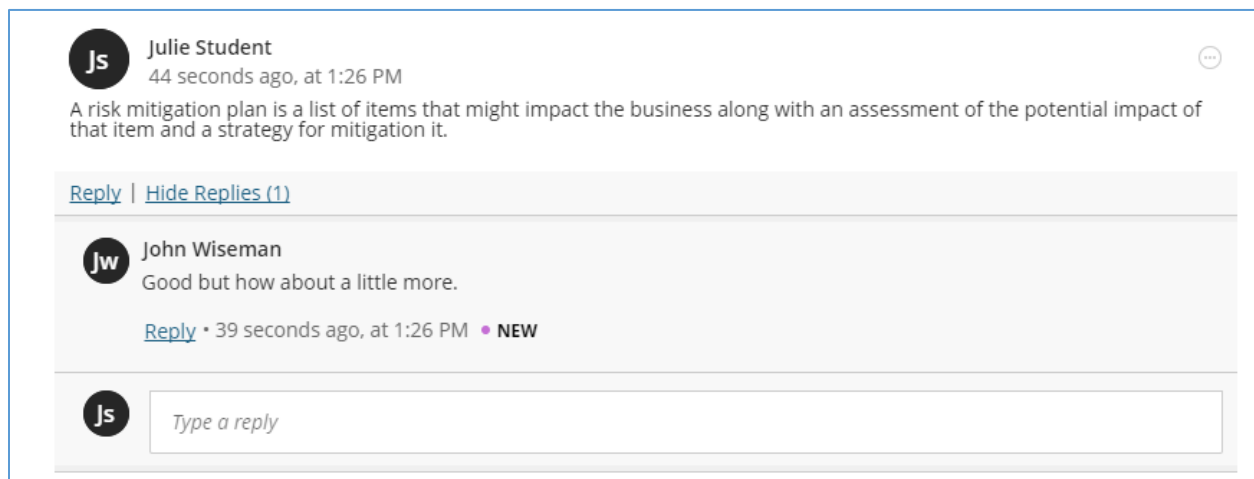 Js
Julie Student
44 seconds ago, at 1:26 PM
A risk mitigation plan is a list of items that might impact the business along with an assessment of the potential impact of
that item and a strategy for mitigation it.
Reply | Hide Replies (1)
Jw
John Wiseman
Good but how about a little more.
Reply • 39 seconds ago, at 1:26 PM • NEW
Js
Type a reply